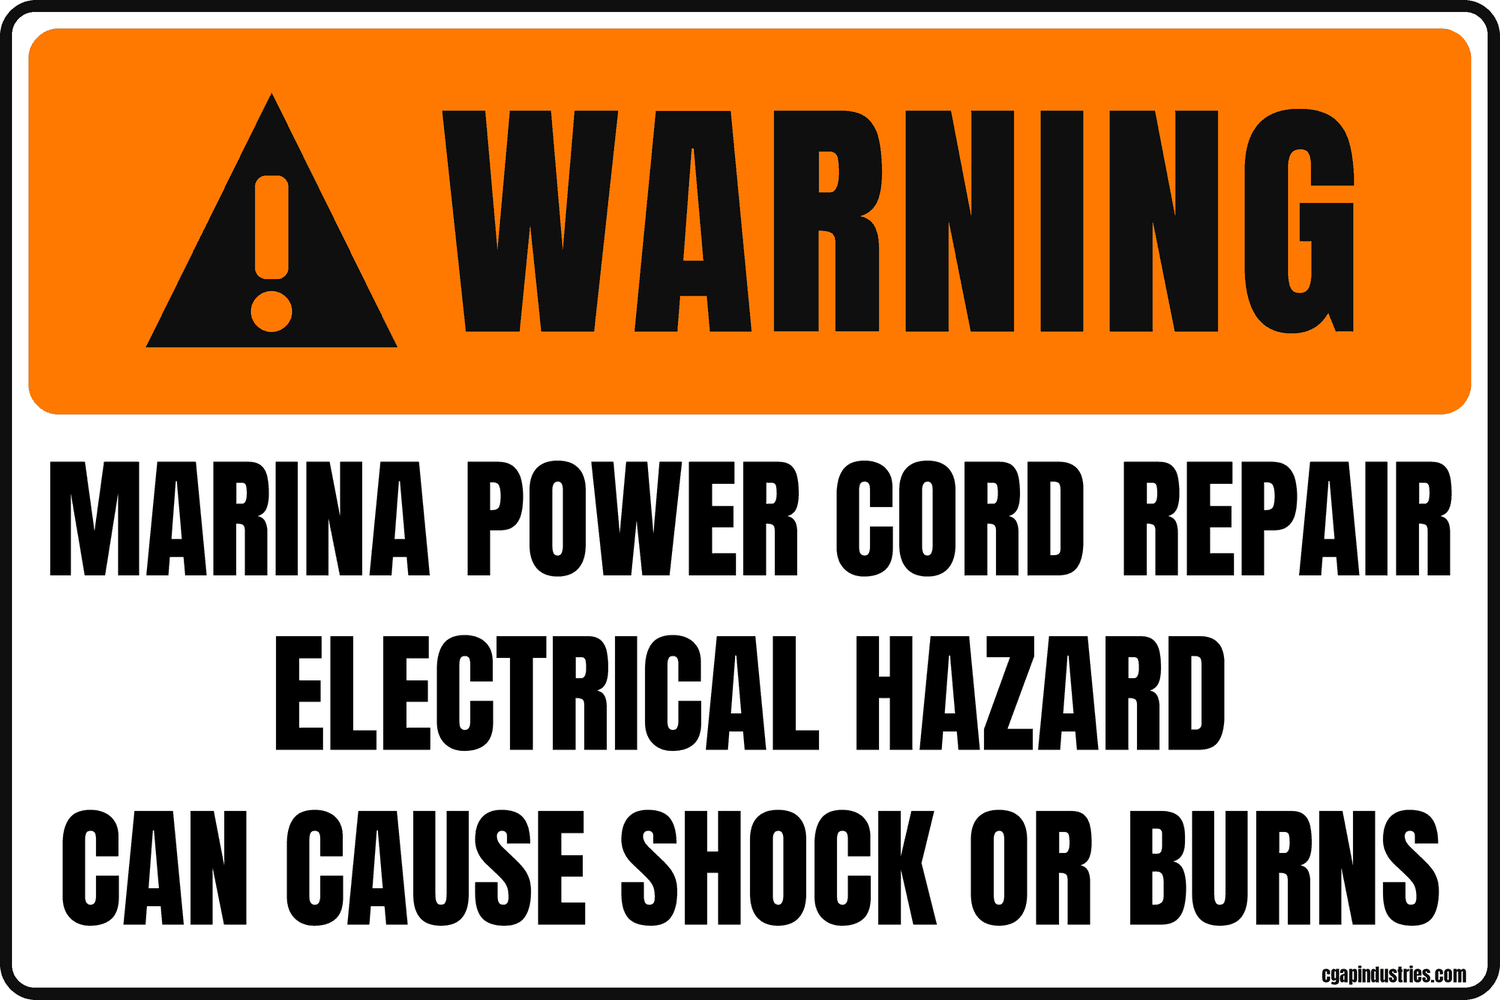 WARNING
MARINA POWER CORD REPAIR
ELECTRICAL HAZARD
CAN CAUSE SHOCK OR BURNS
cgapindustries.com